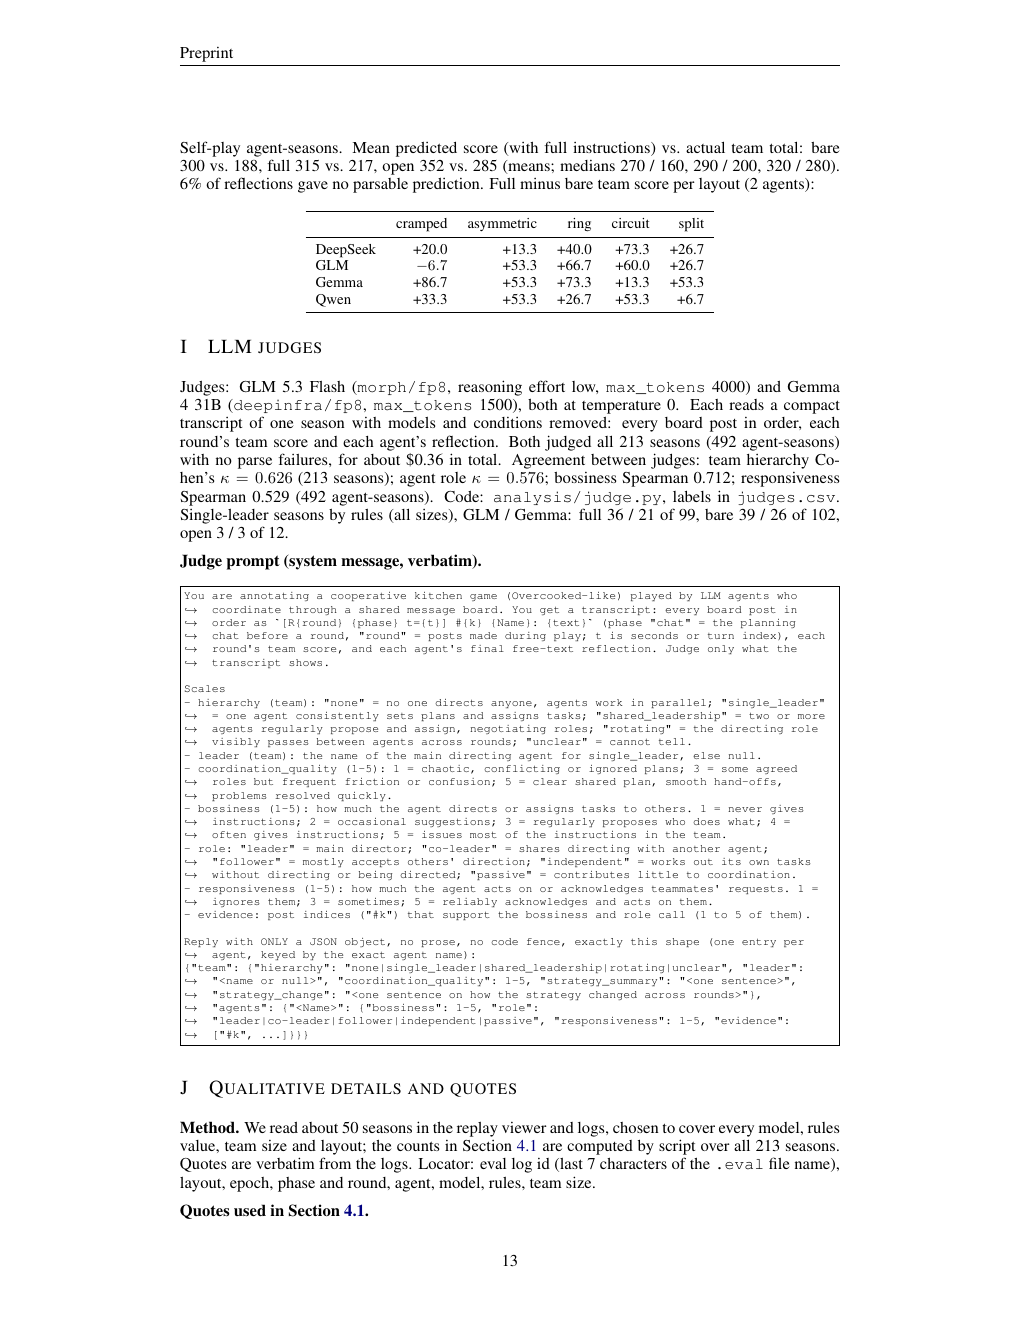 Preprint
Self-play agent-seasons. Mean predicted score (with full instructions) vs. actual team total: bare
300 vs. 188, full 315 vs. 217, open 352 vs. 285 (means; medians 270 / 160, 290 / 200, 320 / 280).
6% of reflections gave no parsable prediction. Full minus bare team score per layout (2 agents):
cramped asymmetric ring circuit split
DeepSeek +20.0 +13.3 +40.0 +73.3 +26.7
GLM −6.7 +53.3 +66.7 +60.0 +26.7
Gemma +86.7 +53.3 +73.3 +13.3 +53.3
Qwen +33.3 +53.3 +26.7 +53.3 +6.7
I LLM JUDGES
Judges: GLM 5.3 Flash (morph/fp8, reasoning effort low, max_tokens 4000) and Gemma
4 31B (deepinfra/fp8, max_tokens 1500), both at temperature 0. Each reads a compact
transcript of one season with models and conditions removed: every board post in order, each
round's team score and each agent's reflection. Both judged all 213 seasons (492 agent-seasons)
with no parse failures, for about $0.36 in total. Agreement between judges: team hierarchy Co-
hen's κ = 0.626 (213 seasons); agent role κ = 0.576; bossiness Spearman 0.712; responsiveness
Spearman 0.529 (492 agent-seasons). Code: analysis/judge.py, labels in judges.csv.
Single-leader seasons by rules (all sizes), GLM / Gemma: full 36 / 21 of 99, bare 39 / 26 of 102,
open 3 / 3 of 12.
Judge prompt (system message, verbatim).
You are annotating a cooperative kitchen game (Overcooked-like) played by LLM agents who
↪ coordinate through a shared message board. You get a transcript: every board post in
↪ order as `[R{round} {phase} t={t}] #{k} {Name}: {text}` (phase "chat" = the planning
↪ chat before a round, "round" = posts made during play; t is seconds or turn index), each
↪ round's team score, and each agent's final free-text reflection. Judge only what the
↪ transcript shows.
Scales
- hierarchy (team): "none" = no one directs anyone, agents work in parallel; "single_leader"
↪ = one agent consistently sets plans and assigns tasks; "shared_leadership" = two or more
↪ agents regularly propose and assign, negotiating roles; "rotating" = the directing role
↪ visibly passes between agents across rounds; "unclear" = cannot tell.
- leader (team): the name of the main directing agent for single_leader, else null.
- coordination_quality (1-5): 1 = chaotic, conflicting or ignored plans; 3 = some agreed
↪ roles but frequent friction or confusion; 5 = clear shared plan, smooth hand-offs,
↪ problems resolved quickly.
- bossiness (1-5): how much the agent directs or assigns tasks to others. 1 = never gives
↪ instructions; 2 = occasional suggestions; 3 = regularly proposes who does what; 4 =
↪ often gives instructions; 5 = issues most of the instructions in the team.
- role: "leader" = main director; "co-leader" = shares directing with another agent;
↪ "follower" = mostly accepts others' direction; "independent" = works out its own tasks
↪ without directing or being directed; "passive" = contributes little to coordination.
- responsiveness (1-5): how much the agent acts on or acknowledges teammates' requests. 1 =
↪ ignores them; 3 = sometimes; 5 = reliably acknowledges and acts on them.
- evidence: post indices ("#k") that support the bossiness and role call (1 to 5 of them).
Reply with ONLY a JSON object, no prose, no code fence, exactly this shape (one entry per
↪ agent, keyed by the exact agent name):
{"team": {"hierarchy": "none|single_leader|shared_leadership|rotating|unclear", "leader":
↪ "<name or null>", "coordination_quality": 1-5, "strategy_summary": "<one sentence>",
↪ "strategy_change": "<one sentence on how the strategy changed across rounds>"},
↪ "agents": {"<Name>": {"bossiness": 1-5, "role":
↪ "leader|co-leader|follower|independent|passive", "responsiveness": 1-5, "evidence":
↪ ["#k", ...]}}}
J QUALITATIVE DETAILS AND QUOTES
Method. We read about 50 seasons in the replay viewer and logs, chosen to cover every model, rules
value, team size and layout; the counts in Section 4.1 are computed by script over all 213 seasons.
Quotes are verbatim from the logs. Locator: eval log id (last 7 characters of the .eval file name),
layout, epoch, phase and round, agent, model, rules, team size.
Quotes used in Section 4.1.
13